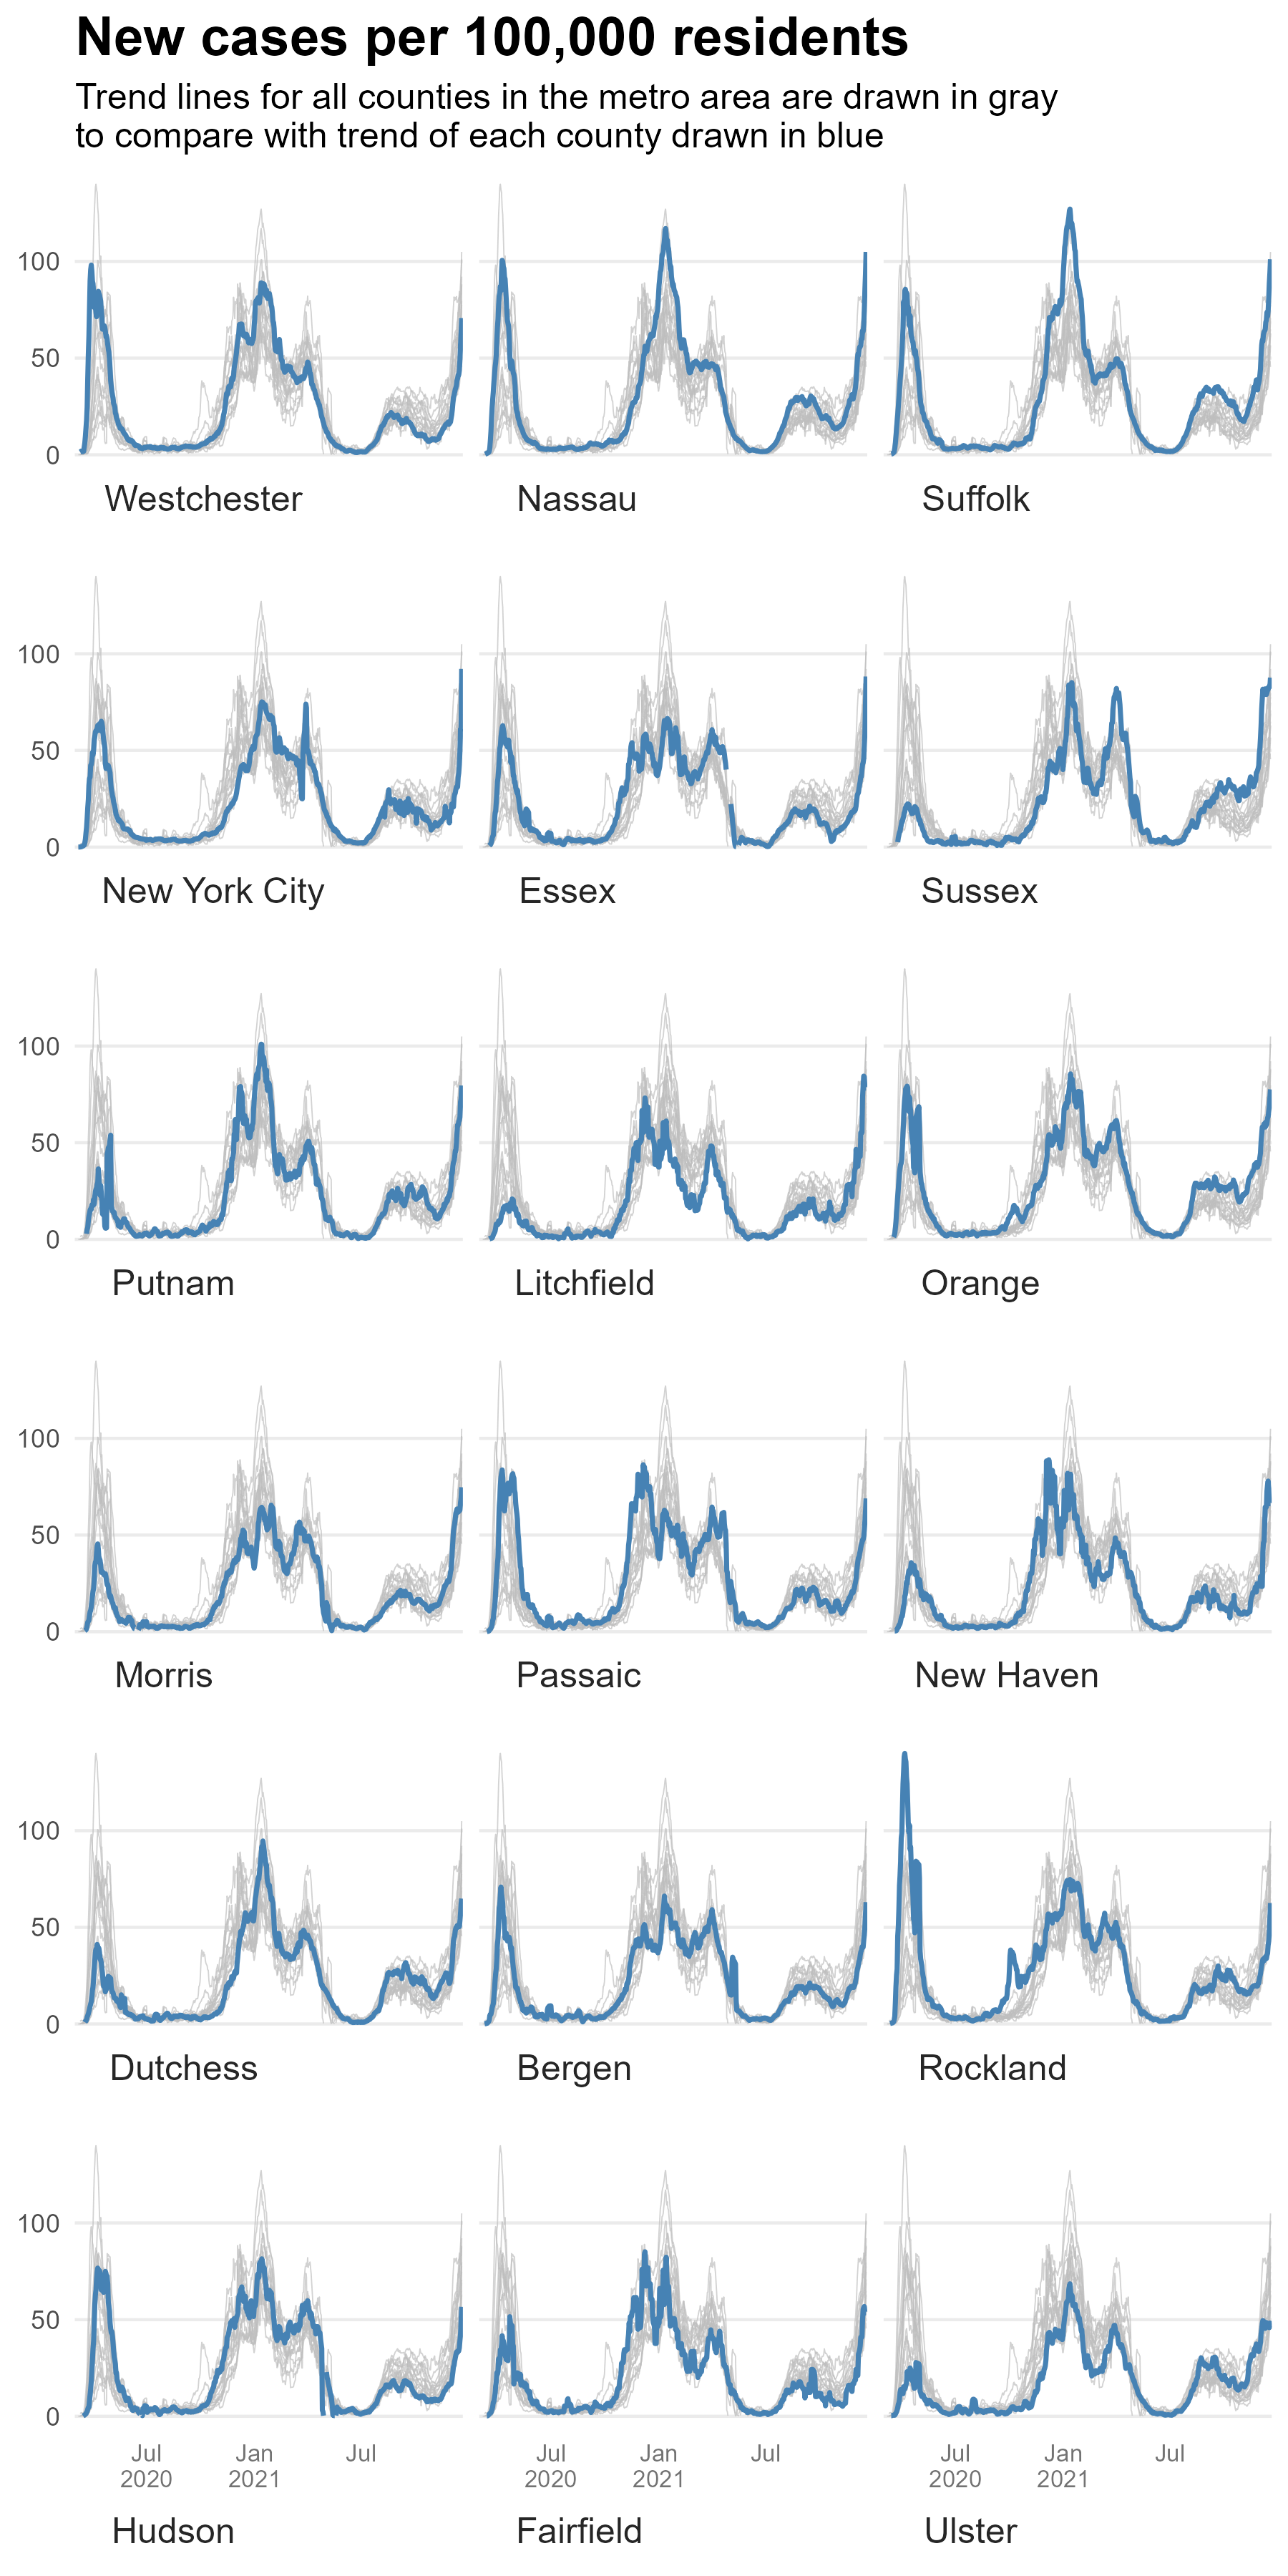 New cases per 100,000 residents
Trend lines for all counties in the metro area are drawn in gray
to compare with trend of each county drawn in blue
100
50
0
Westchester Nassau Suffolk
100
50
0
New York City Essex Sussex
100
50
0
Putnam Litchfield Orange
100
50
0
Morris Passaic New Haven
100
50
0
Dutchess Bergen Rockland
100
50
0
Jul Jan Jul Jul Jan Jul Jul Jan Jul
2020 2021 2020 2021 2020 2021
Hudson Fairfield Ulster